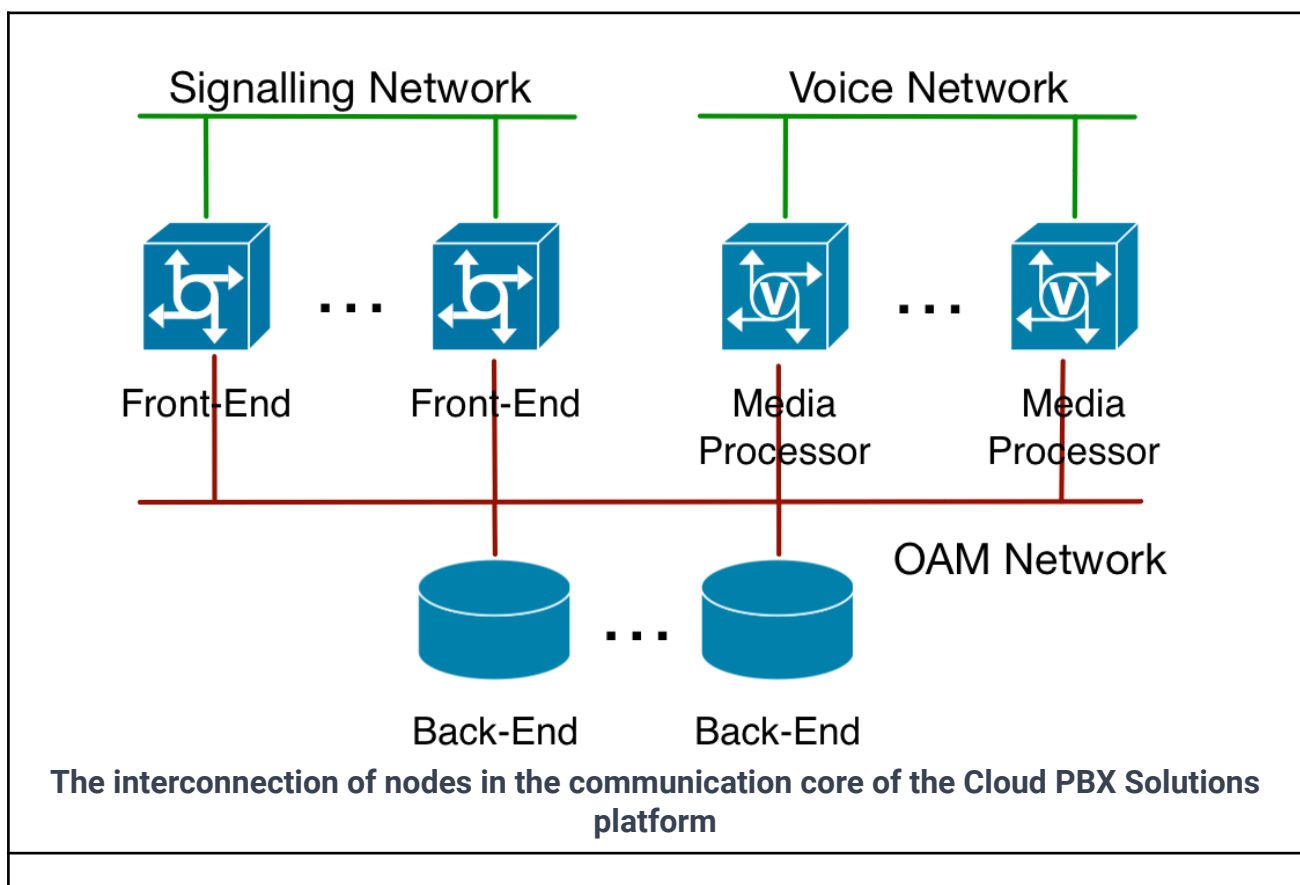 Signalling Network
Voice Network
V
V
...
...
Front-End
Front-End
Media
Processor
Media
Processor
OAM Network
...
Back-End
Back-End
The interconnection of nodes in the communication core of the Cloud PBX Solutions
platform